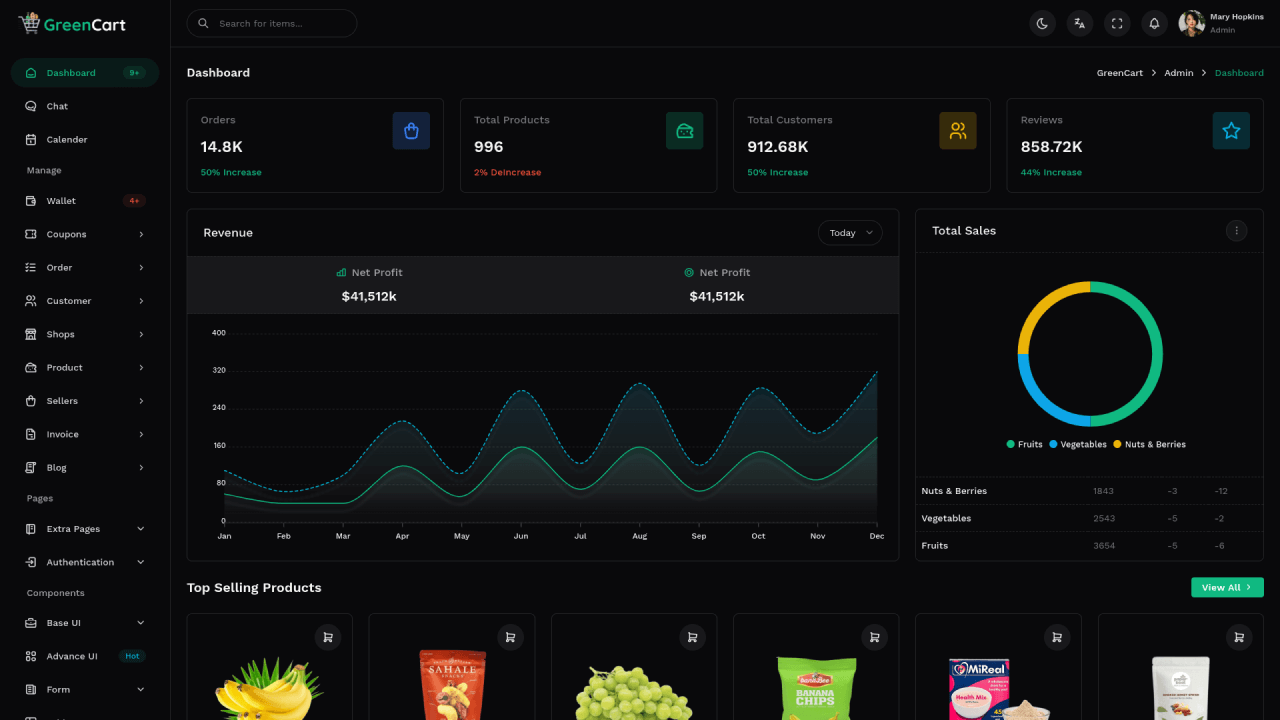 GreenCart
Search for items...
Mary Hopkins
Admin
Dashboard 9+
Chat
Calender
Manage
Wallet 4+
Coupons
Order
Customer
Shops
Product
Sellers
Invoice
Blog
Pages
Extra Pages
Authentication
Components
Base UI
Advance UI Hot
Form
Dashboard
GreenCart > Admin > Dashboard
Orders
14.8K
50% Increase
Total Products
996
2% DeIncrease
Total Customers
912.68K
50% Increase
Reviews
858.72K
44% Increase
Revenue
Today
Net Profit
$41,512k
Net Profit
$41,512k
400
320
240
160
80
0
Jan Feb Mar Apr May Jun Jul Aug Sep Oct Nov Dec
Total Sales
Fruits Vegetables Nuts & Berries
Nuts & Berries 1843 -3 -12
Vegetables 2543 -5 -2
Fruits 3654 -5 -6
Top Selling Products
View All
SAHALE
SNACKS
BANANA
CHIPS
MiReal
Health Mix